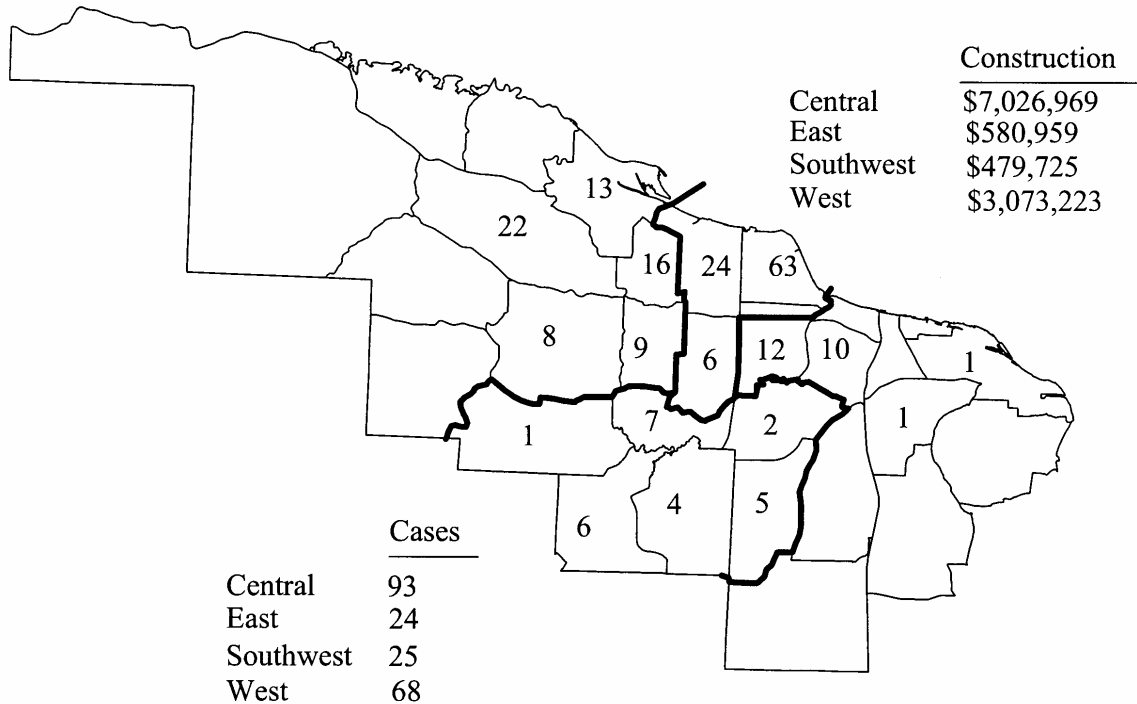 Construction
Central $7,026,969
East $580,959
Southwest $479,725
West $3,073,223
13
22
16
24
63
8
9
6
12
10
1
1
7
2
1
6
4
5
Cases
Central 93
East 24
Southwest 25
West 68